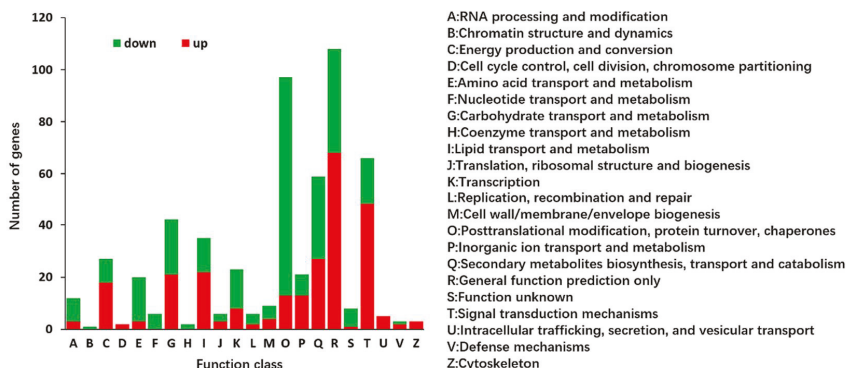 120
100
80
60
40
20
0
Number of genes
down up
A B C D E F G H I J K L M O P Q R S T U V Z
Function class
A:RNA processing and modification
B:Chromatin structure and dynamics
C:Energy production and conversion
D:Cell cycle control, cell division, chromosome partitioning
E:Amino acid transport and metabolism
F:Nucleotide transport and metabolism
G:Carbohydrate transport and metabolism
H:Coenzyme transport and metabolism
I:Lipid transport and metabolism
J:Translation, ribosomal structure and biogenesis
K:Transcription
L:Replication, recombination and repair
M:Cell wall/membrane/envelope biogenesis
O:Posttranslational modification, protein turnover, chaperones
P:Inorganic ion transport and metabolism
Q:Secondary metabolites biosynthesis, transport and catabolism
R:General function prediction only
S:Function unknown
T:Signal transduction mechanisms
U:Intracellular trafficking, secretion, and vesicular transport
V:Defense mechanisms
Z:Cytoskeleton